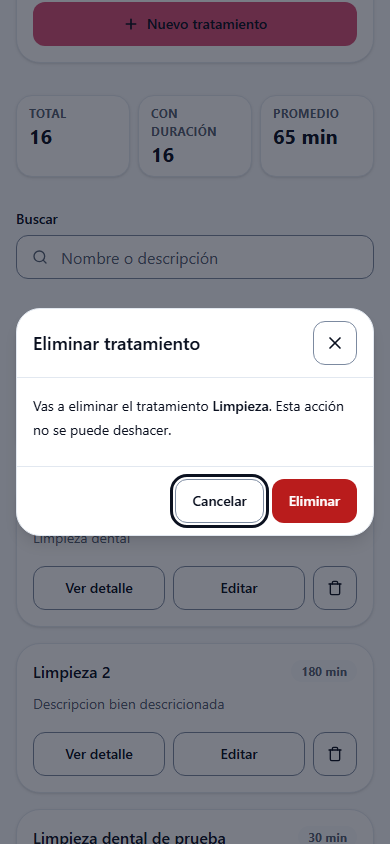 Nuevo tratamiento
TOTAL
16
CON
DURACIÓN
16
PROMEDIO
65 min
Buscar
Nombre o descripción
Eliminar tratamiento
Vas a eliminar el tratamiento Limpieza. Esta acción
no se puede deshacer.
Cancelar
Eliminar
Limpieza dental
Ver detalle
Editar
Limpieza 2
180 min
Descripcion bien descricionada
Ver detalle
Editar
Limpieza dental de prueba
30 min